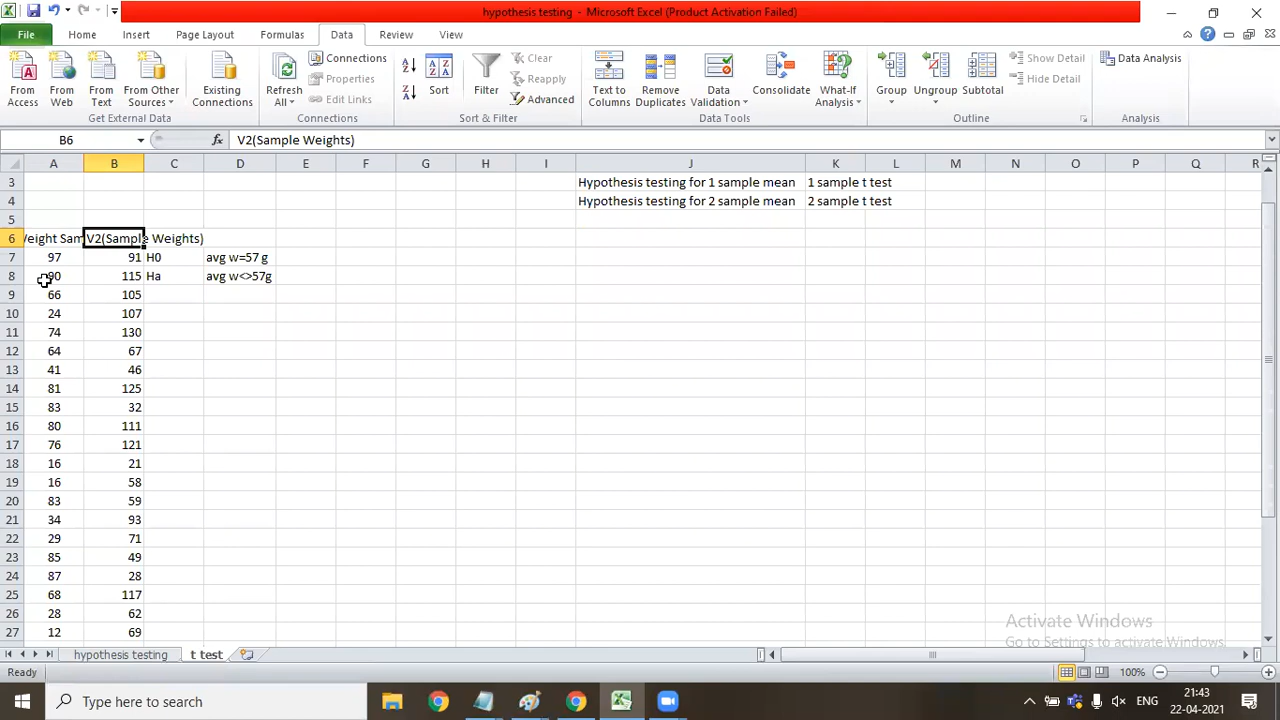 hypothesis testing - Microsoft Excel (Product Activation Failed)
File Home Insert Page Layout Formulas Data Review View
From Access From Web From Text From Other Sources Existing Connections Refresh All Connections Properties Edit Links Sort Filter Clear Reapply Advanced Text to Columns Remove Duplicates Data Validation Consolidate What-If Analysis Group Ungroup Subtotal Show Detail Hide Detail Data Analysis
Get External Data Connections Sort & Filter Data Tools Outline Analysis
B6 fx V2(Sample Weights)
A B C D E F G H I J K L M N O P Q R
3 Hypothesis testing for 1 sample mean 1 sample t test
4 Hypothesis testing for 2 sample mean 2 sample t test
5
6 Weight Sam V2(Sample Weights)
7 97 91 H0 avg w=57 g
8 90 115 Ha avg w<>57g
9 66 105
10 24 107
11 74 130
12 64 67
13 41 46
14 81 125
15 83 32
16 80 111
17 76 121
18 16 21
19 16 58
20 83 59
21 34 93
22 29 71
23 85 49
24 87 28
25 68 117
26 28 62
27 12 69
Activate Windows
Go to Settings to activate Windows.
hypothesis testing t test
Ready 100%
Type here to search ENG 21:43
22-04-2021